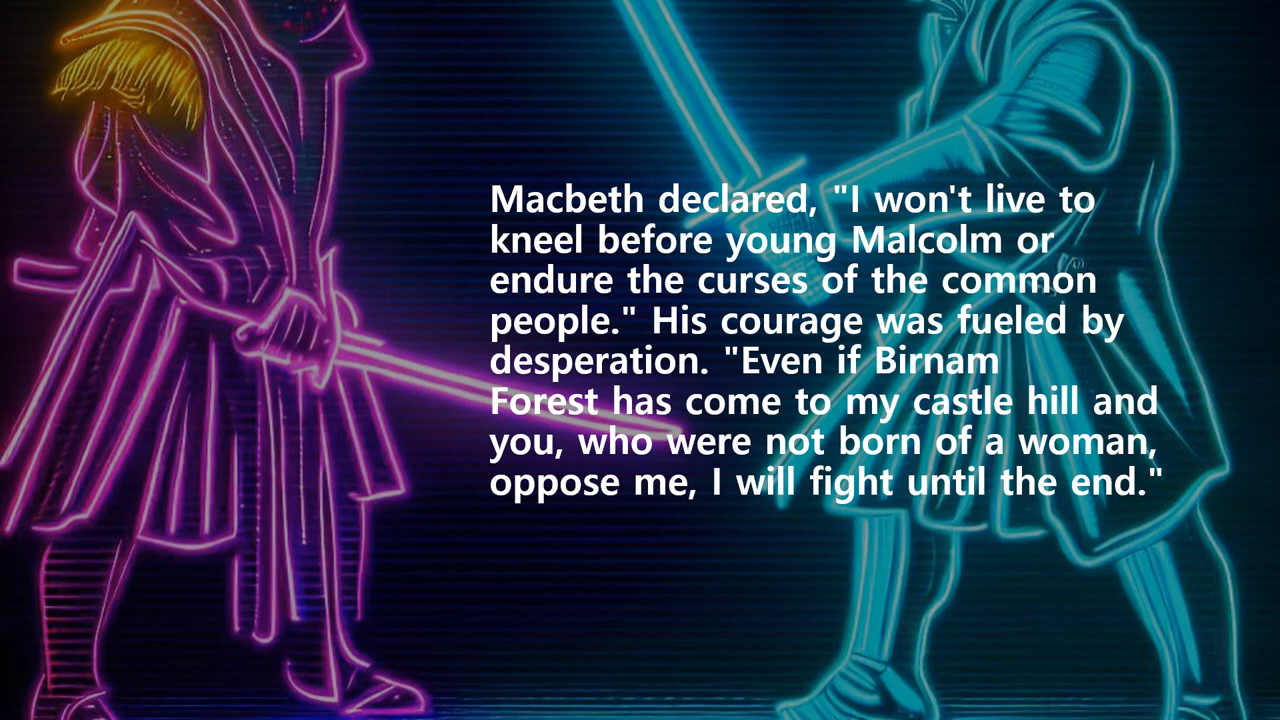 Macbeth declared, "I won't live to
kneel before young Malcolm or
endure the curses of the common
people." His courage was fueled by
desperation. "Even if Birnam
Forest has come to my castle hill and
you, who were not born of a woman,
oppose me, I will fight until the end."